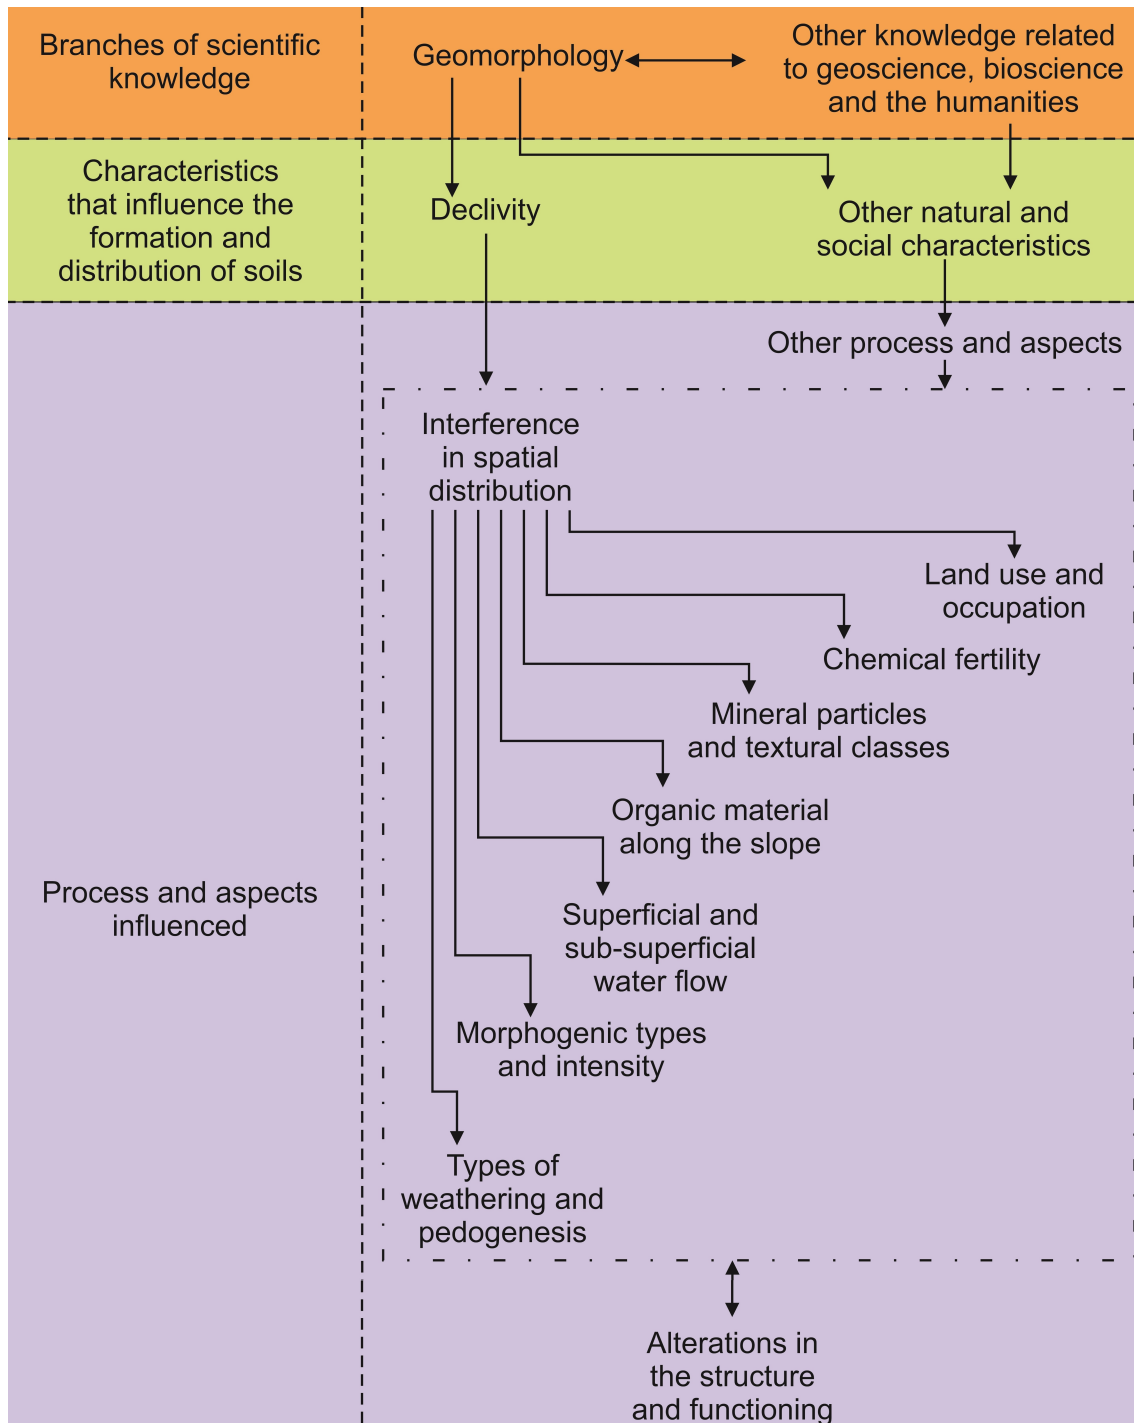 Branches of scientific
knowledge
Geomorphology
Other knowledge related
to geoscience, bioscience
and the humanities
Characteristics
that influence the
formation and
distribution of soils
Declivity
Other natural and
social characteristics
Other process and aspects
Process and aspects
influenced
Interference
in spatial
distribution
Land use and
occupation
Chemical fertility
Mineral particles
and textural classes
Organic material
along the slope
Superficial and
sub-superficial
water flow
Morphogenic types
and intensity
Types of
weathering and
pedogenesis
Alterations in
the structure
and functioning